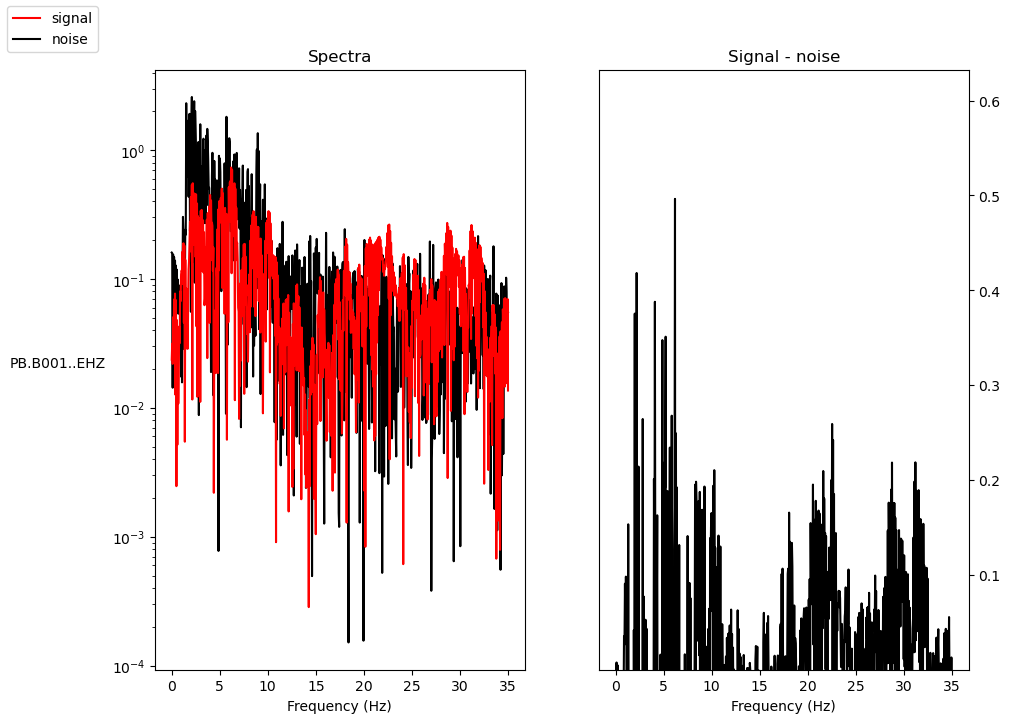 signal
noise
Spectra
Signal - noise
PB.B001..EHZ
10^0
10^-1
10^-2
10^-3
10^-4
0 5 10 15 20 25 30 35
Frequency (Hz)
0.6
0.5
0.4
0.3
0.2
0.1
0 5 10 15 20 25 30 35
Frequency (Hz)